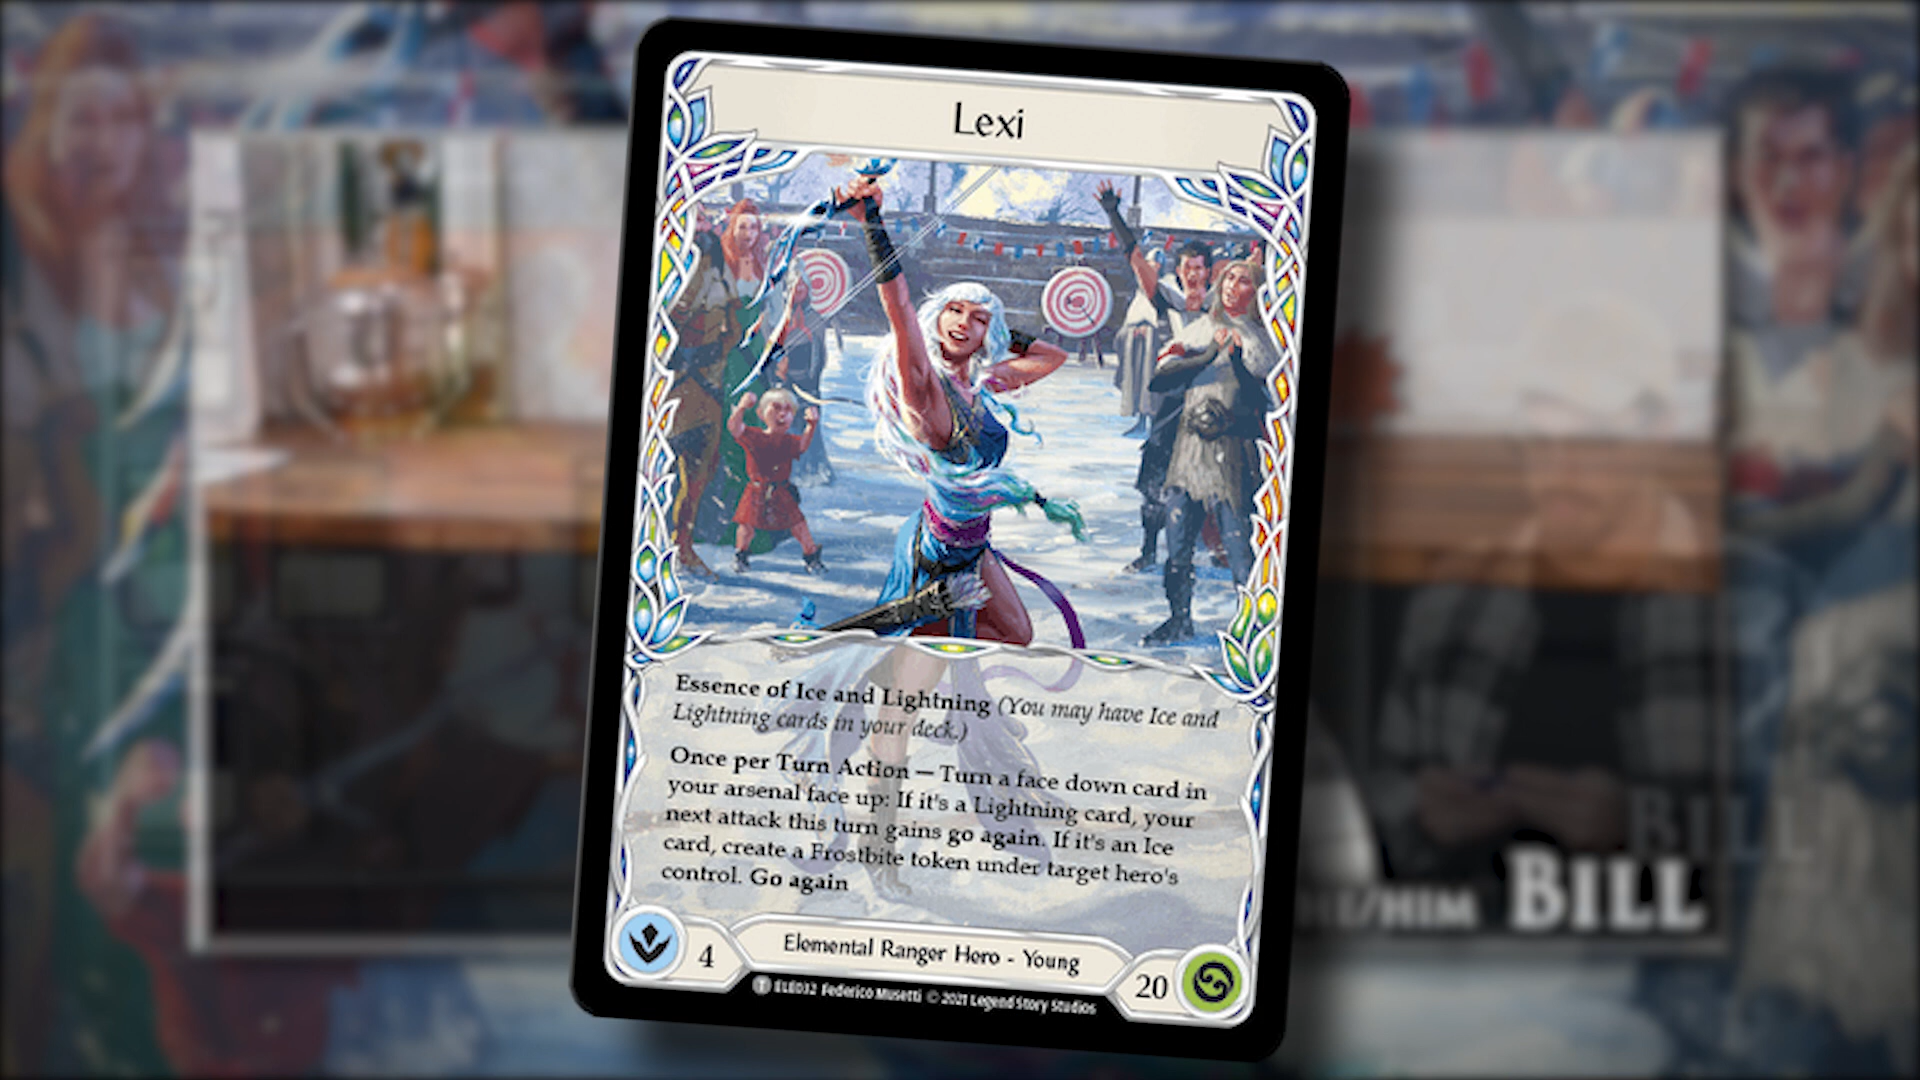 Lexi
Essence of Ice and Lightning (You may have Ice and
Lightning cards in your deck.)
Once per Turn Action — Turn a face down card in
your arsenal face up: If it's a Lightning card, your
next attack this turn gains go again. If it's an Ice
card, create a Frostbite token under target hero's
control. Go again
4
Elemental Ranger Hero - Young
20
T ELE032 Federico Musetti © 2021 Legend Story Studios
BILL
HE/HIM BILL